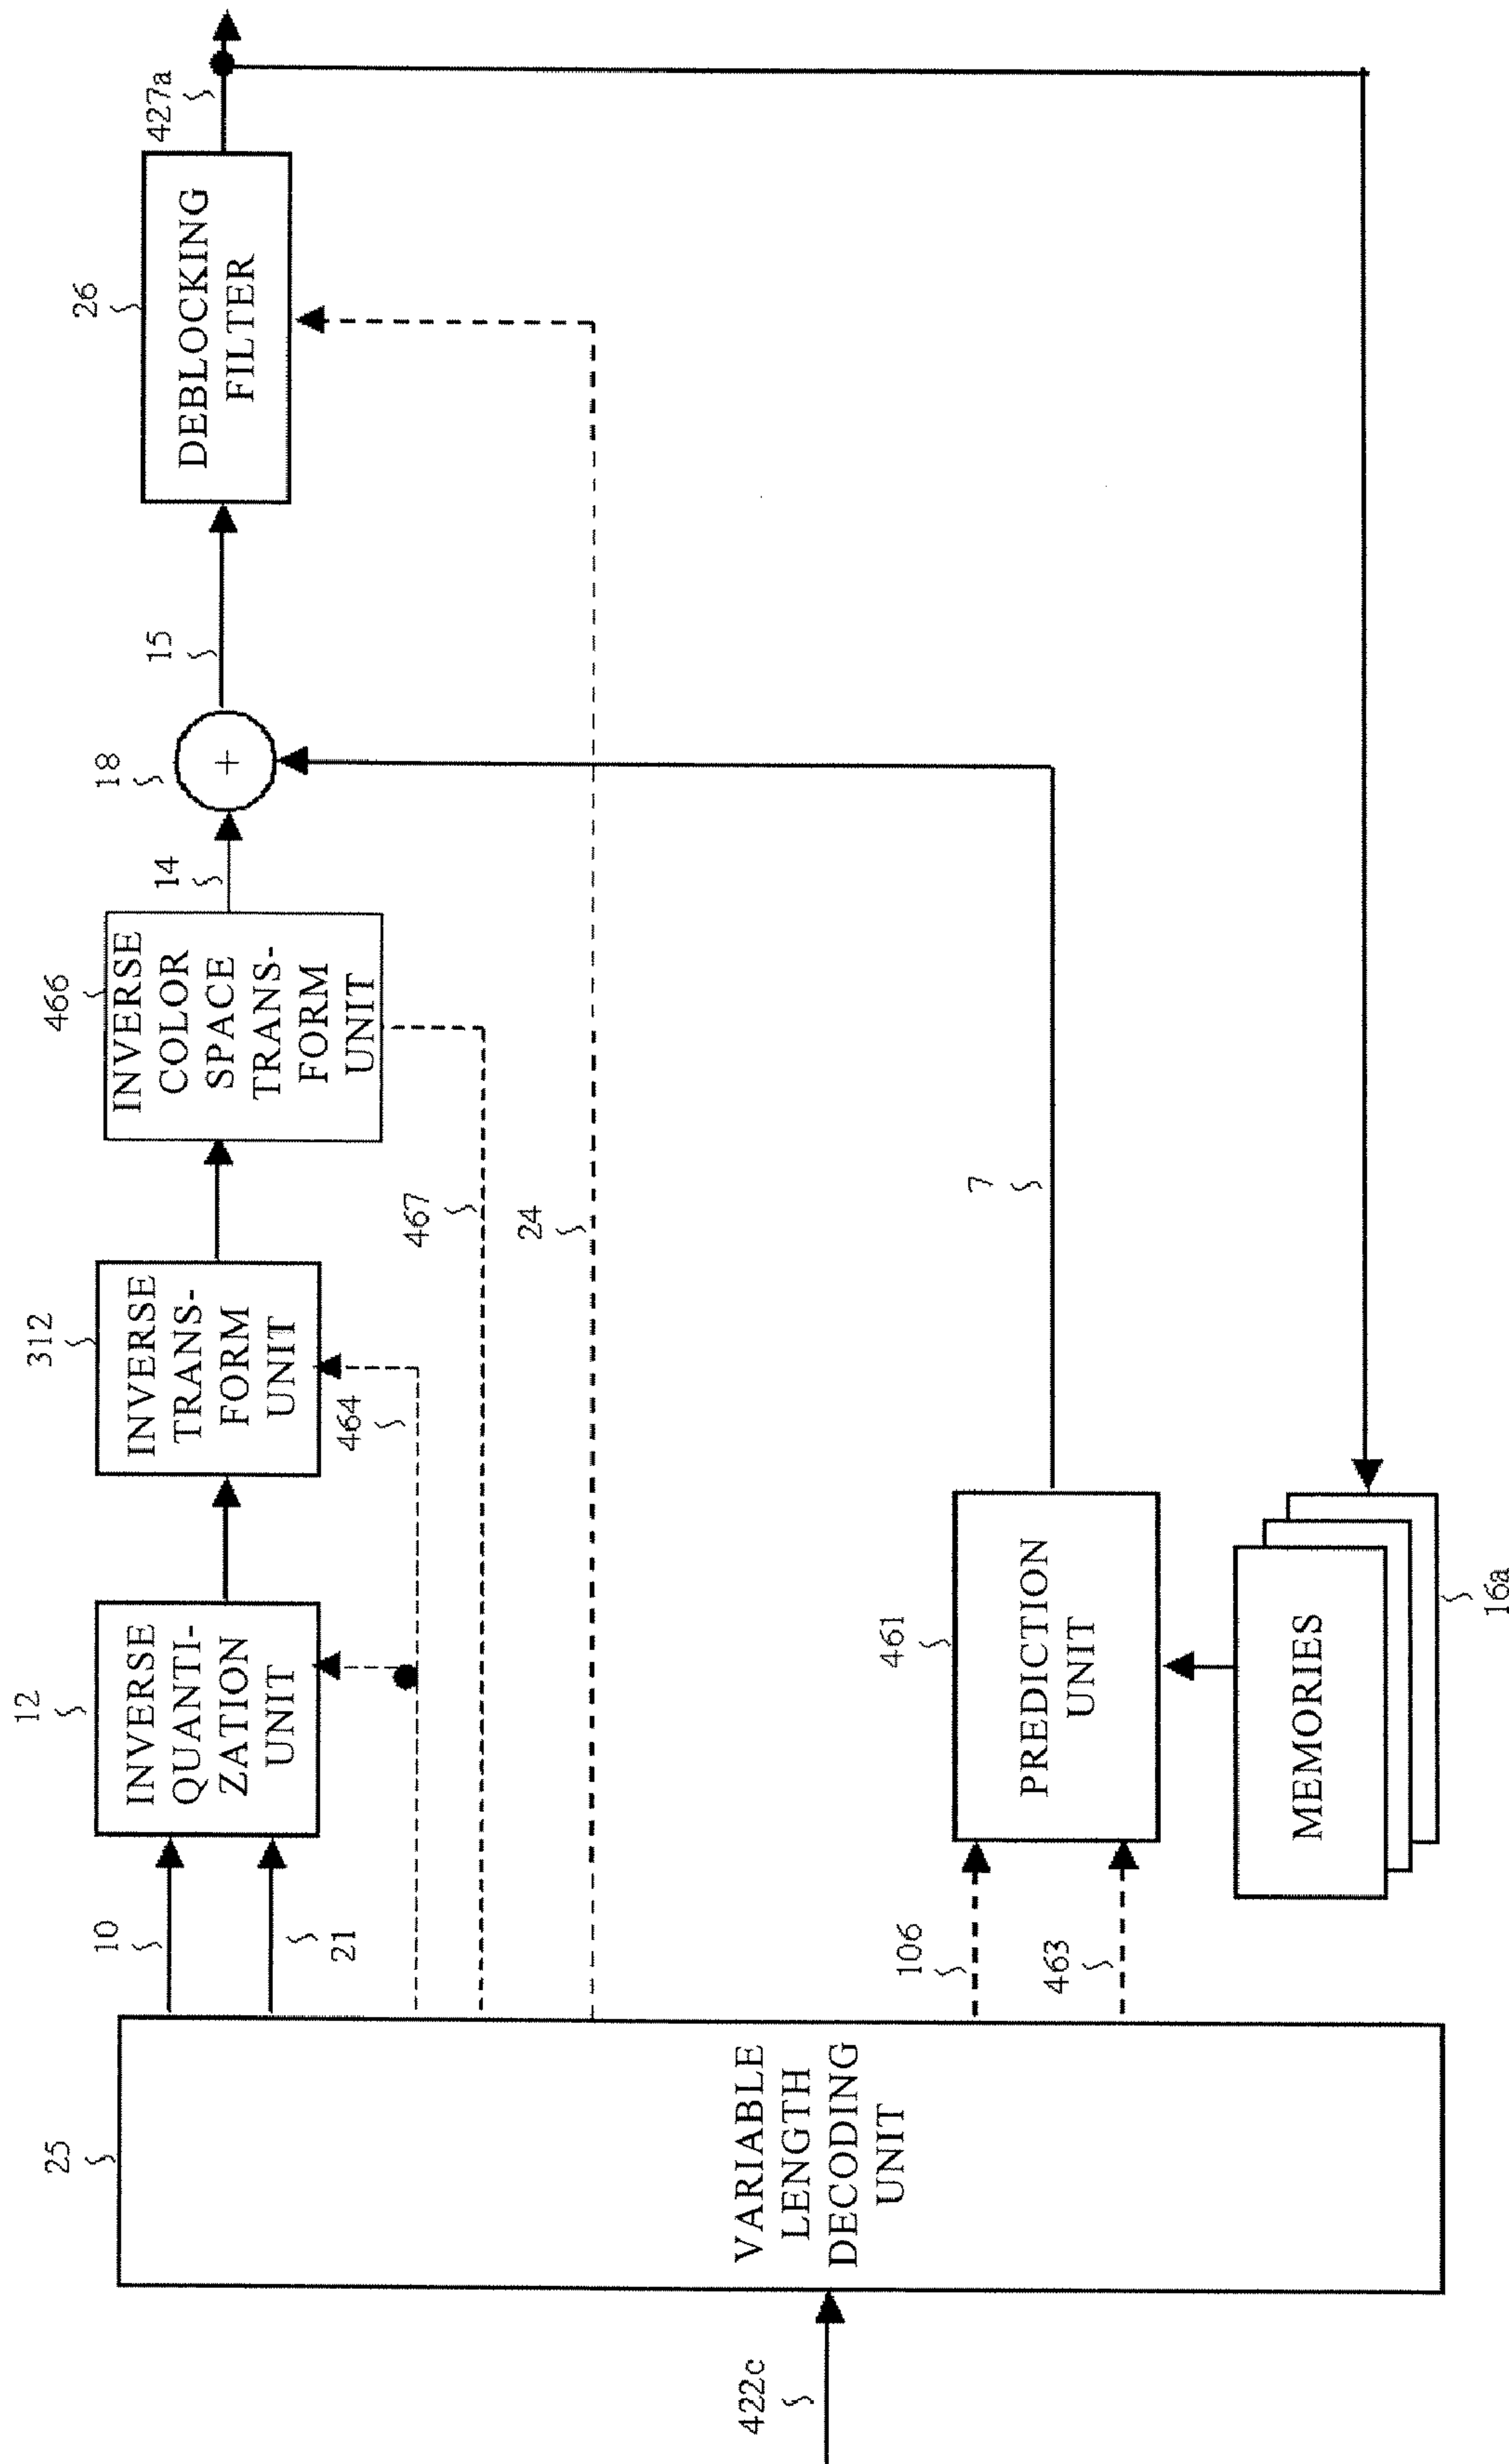 422c
25
VARIABLE
LENGTH
DECODING
UNIT
10
21
12
INVERSE
QUANTI-
ZATION
UNIT
464
312
INVERSE
TRANS-
FORM
UNIT
467
24
466
INVERSE
COLOR
SPACE
TRANS-
FORM
UNIT
14
18
+
15
26
DEBLOCKING
FILTER
427a
106
463
461
PREDICTION
UNIT
7
MEMORIES
16a